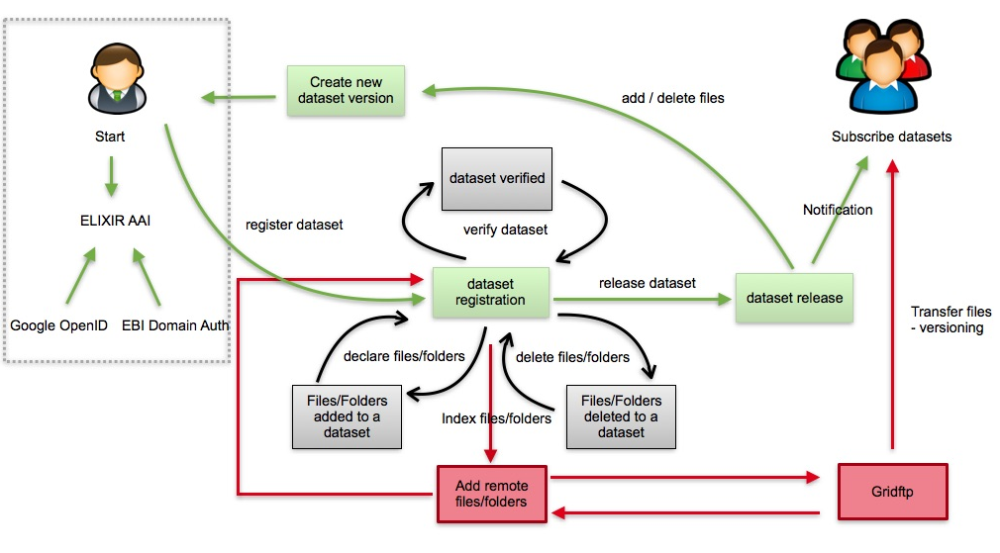 Create new
dataset version
add / delete files
Start
Subscribe datasets
dataset verified
ELIXIR AAI
register dataset
verify dataset
Notification
dataset
registration
release dataset
dataset release
Google OpenID
EBI Domain Auth
Transfer files
- versioning
declare files/folders
delete files/folders
Files/Folders
added to a
dataset
Index files/folders
Files/Folders
deleted to a
dataset
Add remote
files/folders
Gridftp